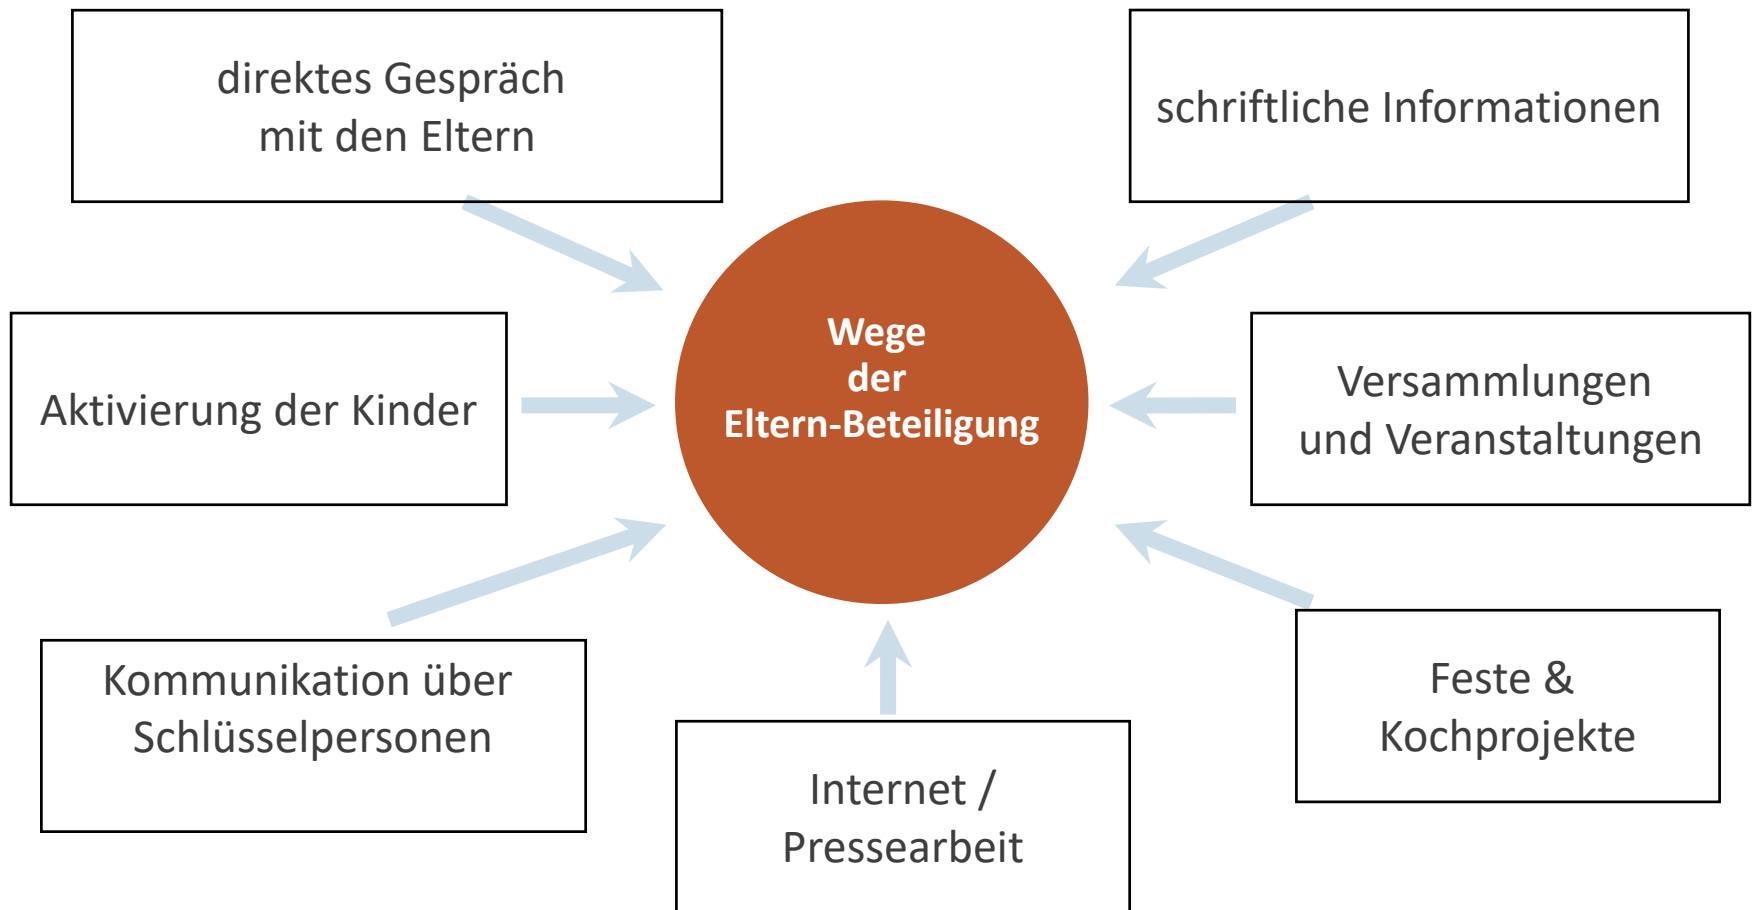 direktes Gespräch
mit den Eltern
schriftliche Informationen
Wege
der
Eltern-Beteiligung
Aktivierung der Kinder
Versammlungen
und Veranstaltungen
Kommunikation über
Schlüsselpersonen
Feste &
Kochprojekte
Internet /
Pressearbeit